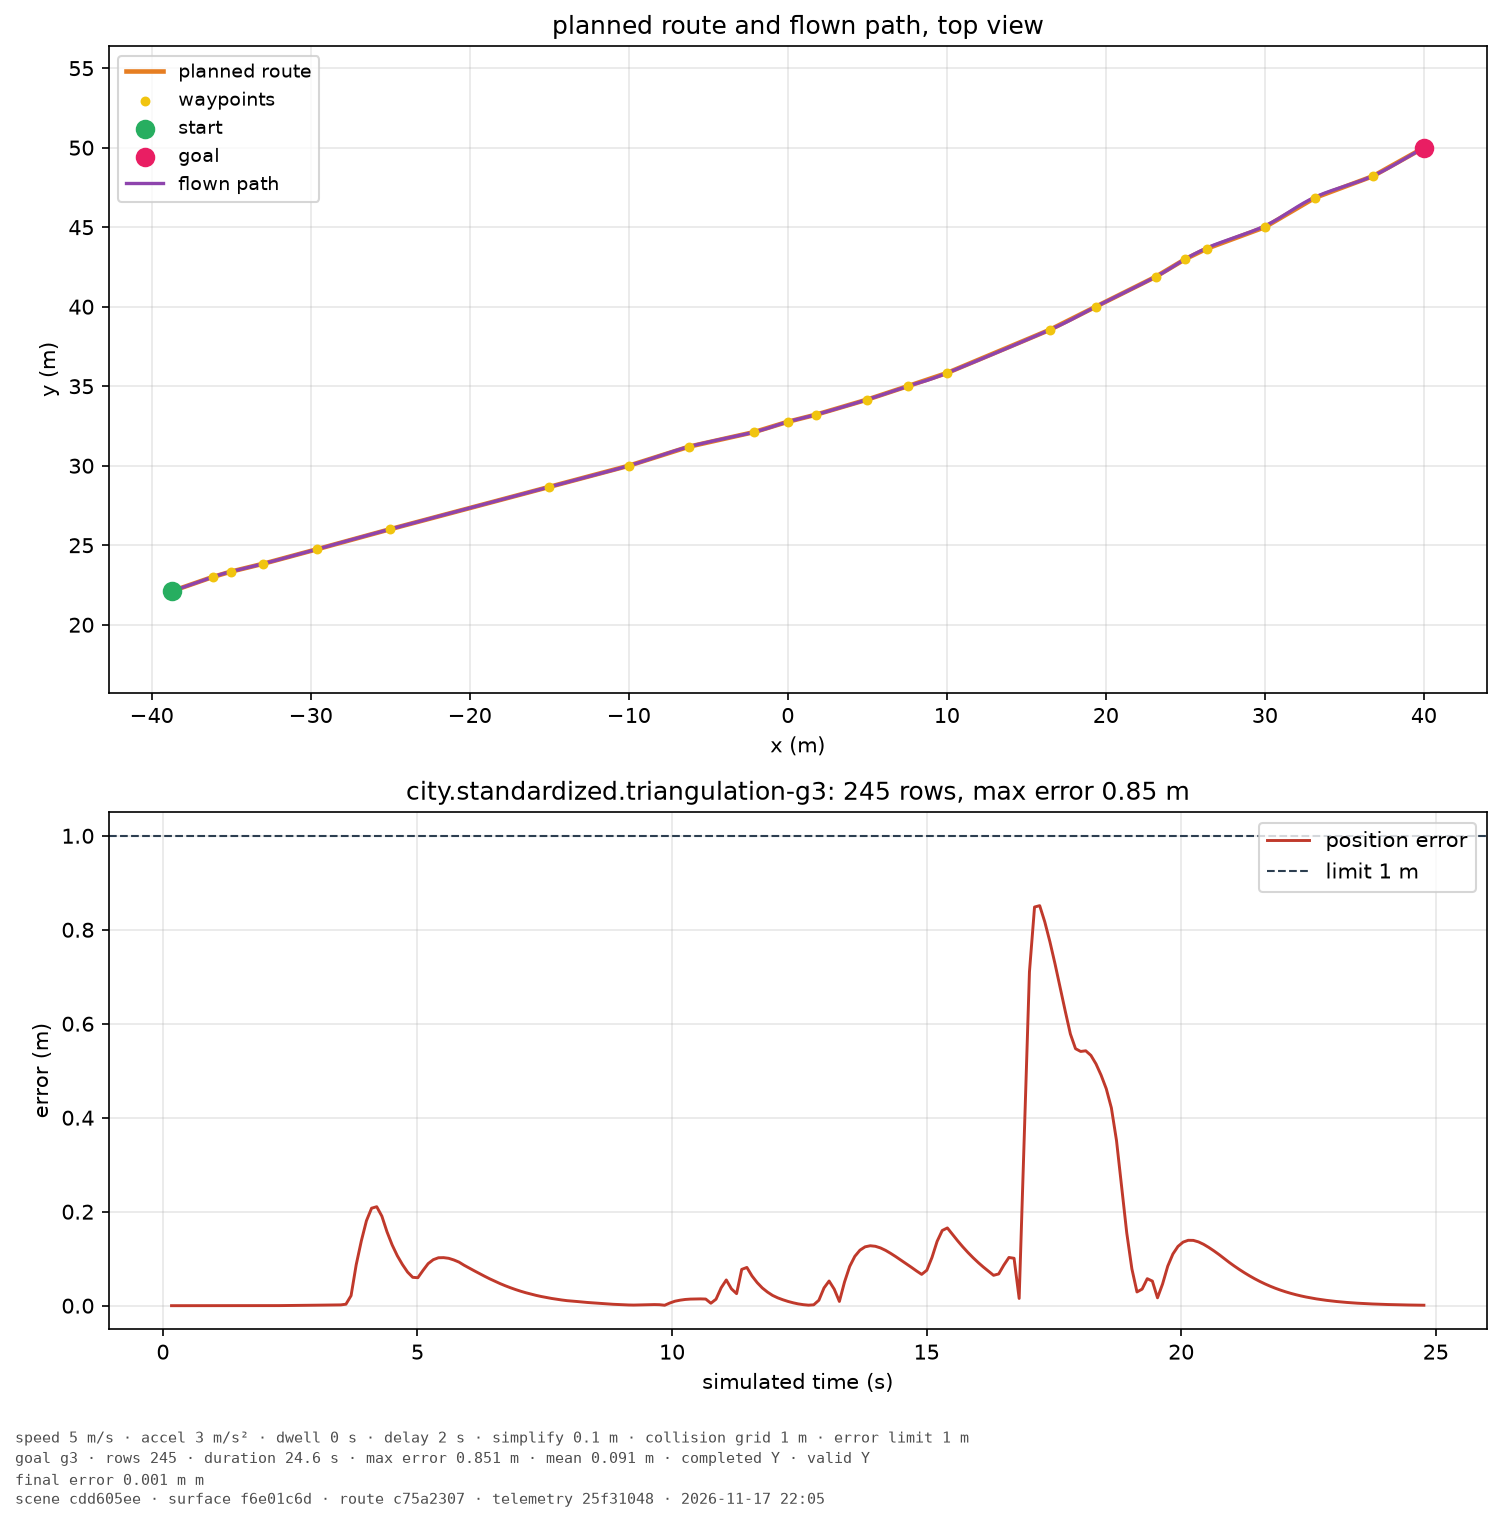 planned route and flown path, top view
planned route
waypoints
start
goal
flown path
55
50
45
40
35
30
25
20
y (m)
−40
−30
−20
−10
0
10
20
30
40
x (m)
city.standardized.triangulation-g3: 245 rows, max error 0.85 m
position error
limit 1 m
1.0
0.8
0.6
0.4
0.2
0.0
error (m)
0
5
10
15
20
25
simulated time (s)
speed 5 m/s · accel 3 m/s² · dwell 0 s · delay 2 s · simplify 0.1 m · collision grid 1 m · error limit 1 m
goal g3 · rows 245 · duration 24.6 s · max error 0.851 m · mean 0.091 m · completed Y · valid Y
final error 0.001 m m
scene cdd605ee · surface f6e01c6d · route c75a2307 · telemetry 25f31048 · 2026-11-17 22:05